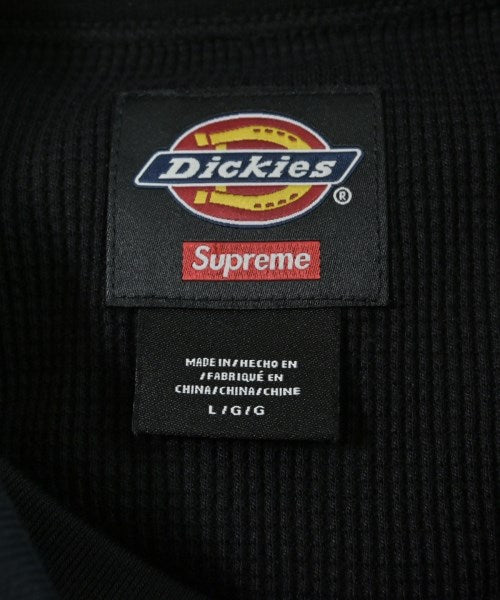 Dickies
®
Supreme
MADE IN/HECHO EN
/FABRIQUÉ EN
CHINA/CHINA/CHINE
L/G/G